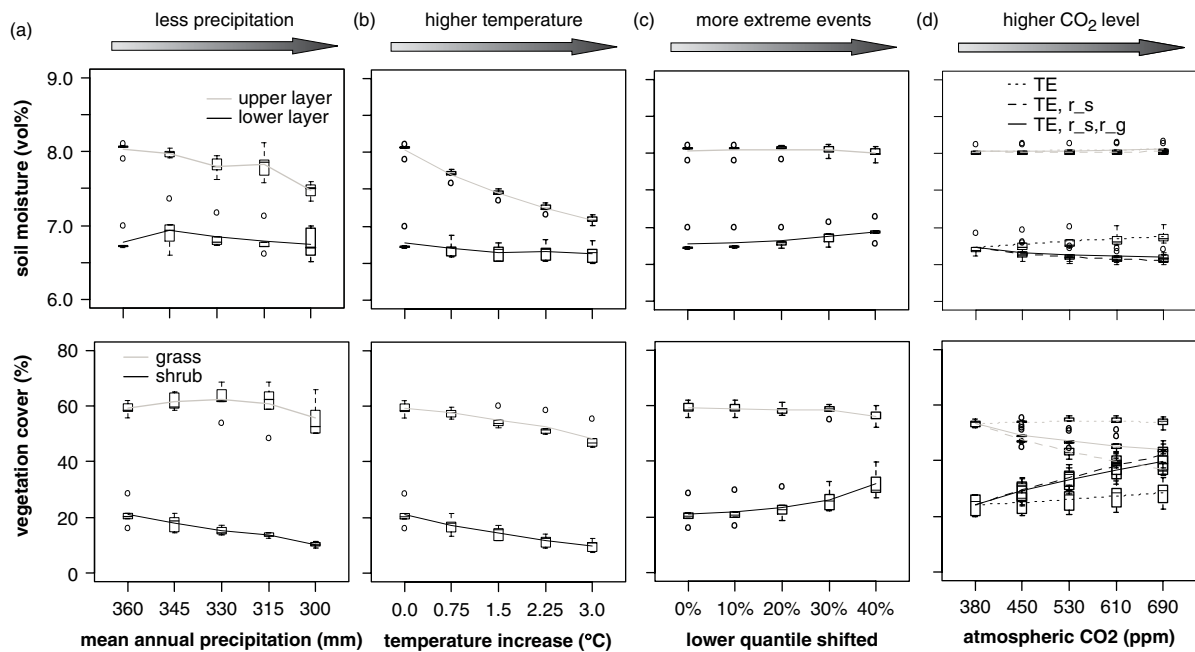 (a) less precipitation
(b) higher temperature
(c) more extreme events
(d) higher CO2 level
soil moisture (vol%)
9.0
8.0
7.0
6.0
upper layer
lower layer
TE
TE, r_s
TE, r_s,r_g
vegetation cover (%)
80
60
40
20
0
grass
shrub
360 345 330 315 300
mean annual precipitation (mm)
0.0 0.75 1.5 2.25 3.0
temperature increase (°C)
0% 10% 20% 30% 40%
lower quantile shifted
380 450 530 610 690
atmospheric CO2 (ppm)